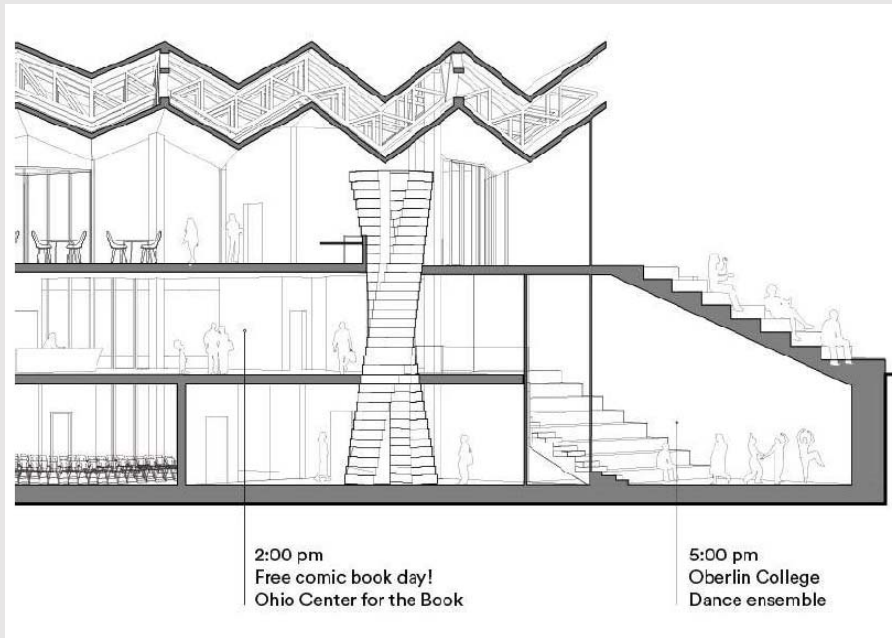 2:00 pm
Free comic book day!
Ohio Center for the Book
5:00 pm
Oberlin College
Dance ensemble